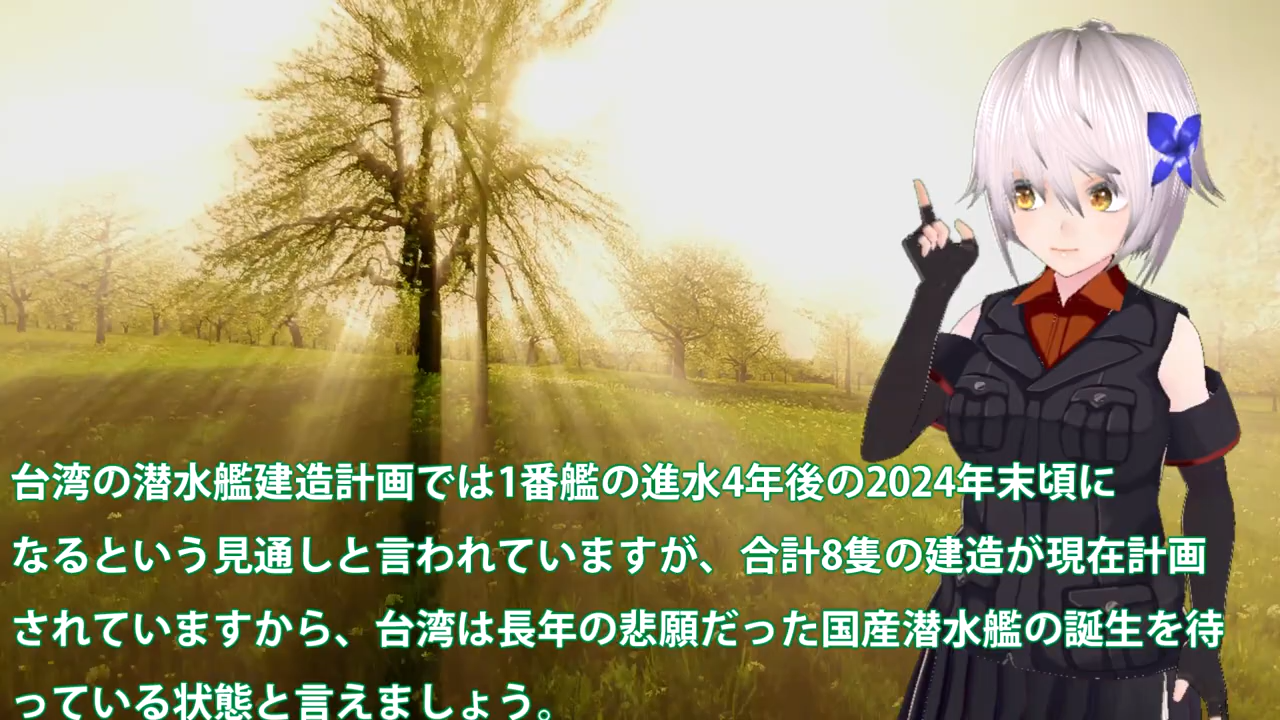 台湾の潜水艦建造計画では1番艦の進水4年後の2024年末頃に
なるという見通しと言われていますが、合計8隻の建造が現在計画
されていますから、台湾は長年の悲願だった国産潜水艦の誕生を待
っている状態と言えましょう。